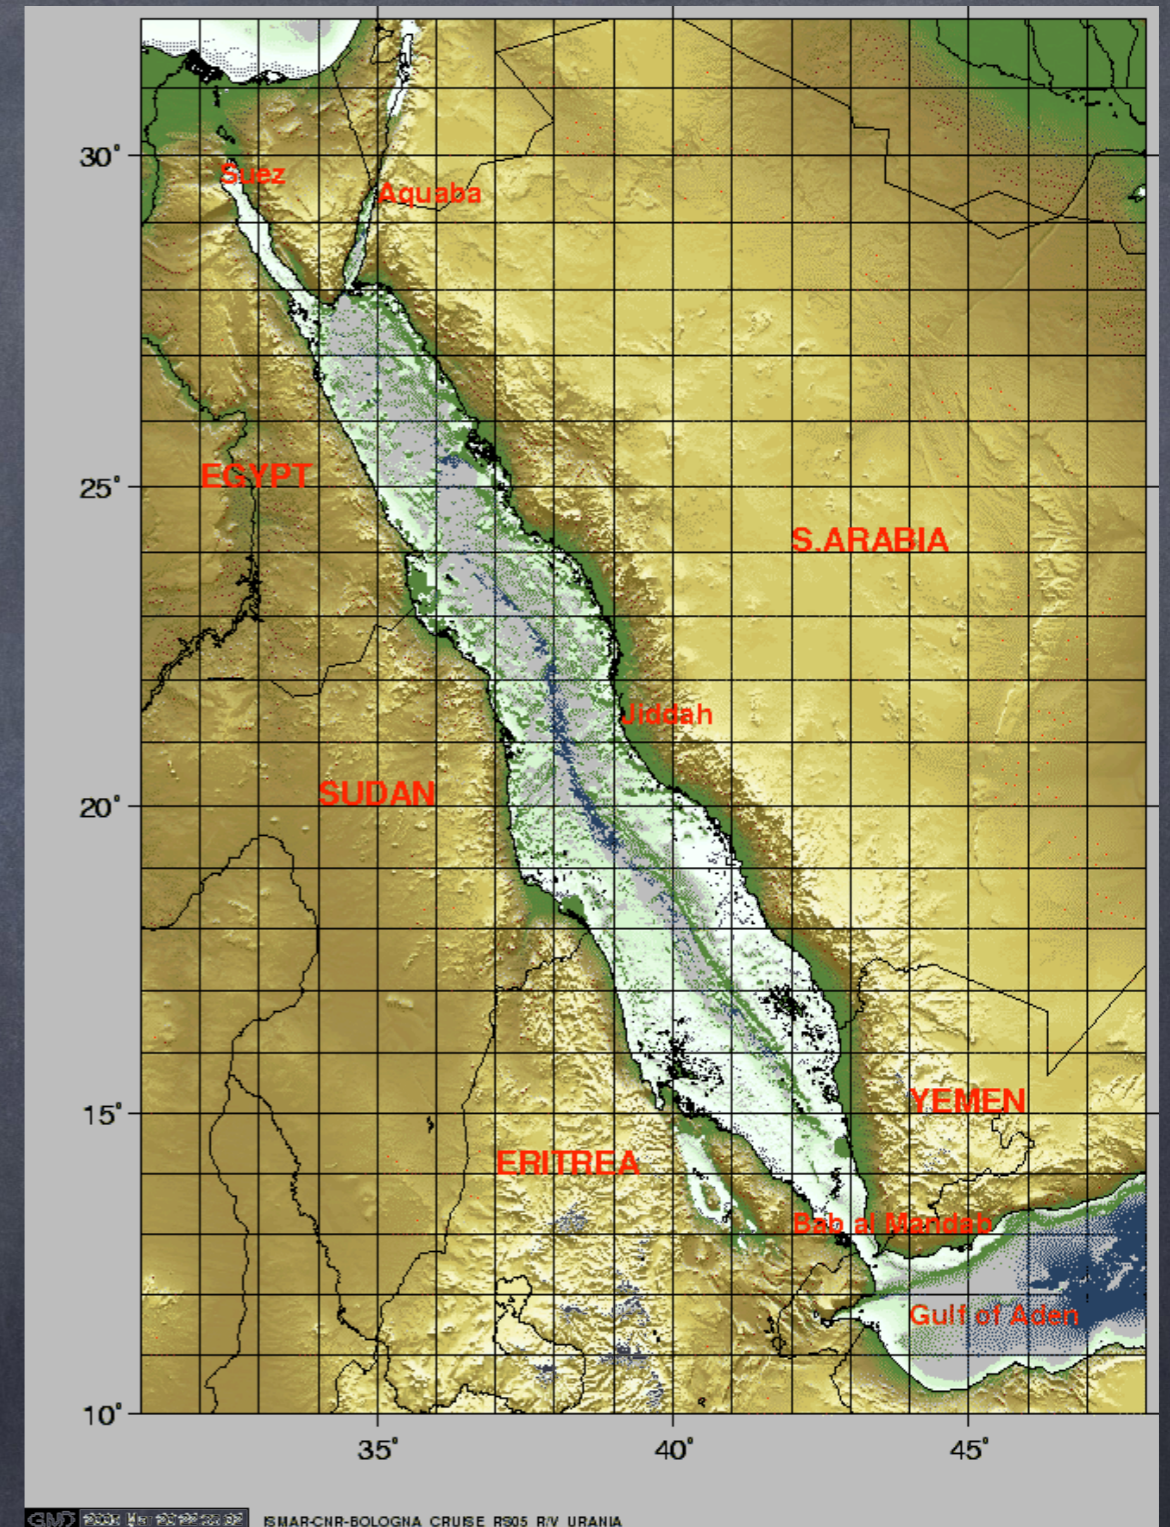 30°
Suez
Aquaba
EGYPT
25°
S.ARABIA
Jiddah
SUDAN
20°
YEMEN
15°
ERITREA
Bab al Mandab
Gulf of Aden
10°
35° 40° 45°
GMT
ISMAR-CNR-BOLOGNA CRUISE RS05 R/V URANIA